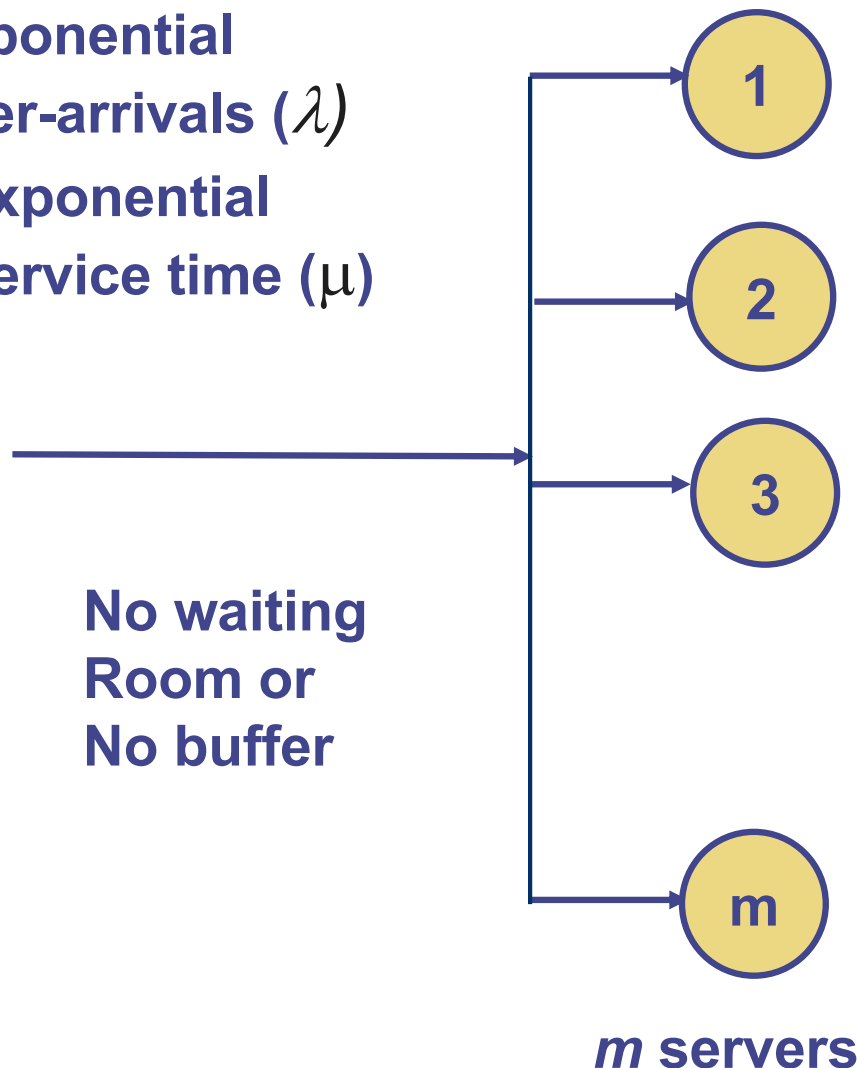 ponential
er-arrivals (λ)
xponential
ervice time (μ)
1
2
3
No waiting
Room or
No buffer
m
m servers